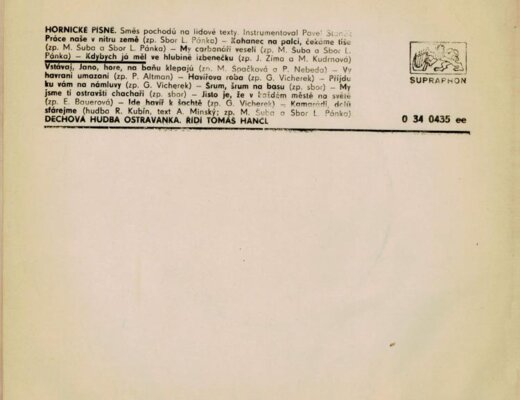 HORNICKÉ PÍSNĚ. Směs pochodů na lidové texty. Instrumentoval Pavel Staněk
Práce naše v nitru země (zp. Sbor L. Pánka) — Kahanec na palci, čekáme tiše
(zp. M. Šuba a Sbor L. Pánka) — My carbanáři veselí (zp. M. Šuba a Sbor L.
Pánka) — Kdybych já měl ve hlubině izbenečku (zp. J. Zíma a M. Kudrnová)
Vstávaj, Jano, hore, na baňu klepajú (zp. M. Spačková a P. Nebeda) — Vy
havrani umazaní (zp. P. Altman) — Havířova roba (zp. G. Vicherek) — Přijdu
ku vám na námluvy (zp. G. Vicherek) — Šrum, šrum na basu (zp. sbor) — My
jsme ti ostravští chachaři (zp. sbor) — Jisto je, že v každém městě na světě
(zp. E. Bauerová) — Ide havíř k šachtě (zp. G. Vicherek) — Kamarádi, dolů
sfárejme (hudba R. Kubín, text A. Minský; zp. M. Šuba a Sbor L. Pánka)
DECHOVÁ HUDBA OSTRAVANKA. ŘÍDÍ TOMÁŠ HANCL
SUPRAPHON
0 34 0435 ee